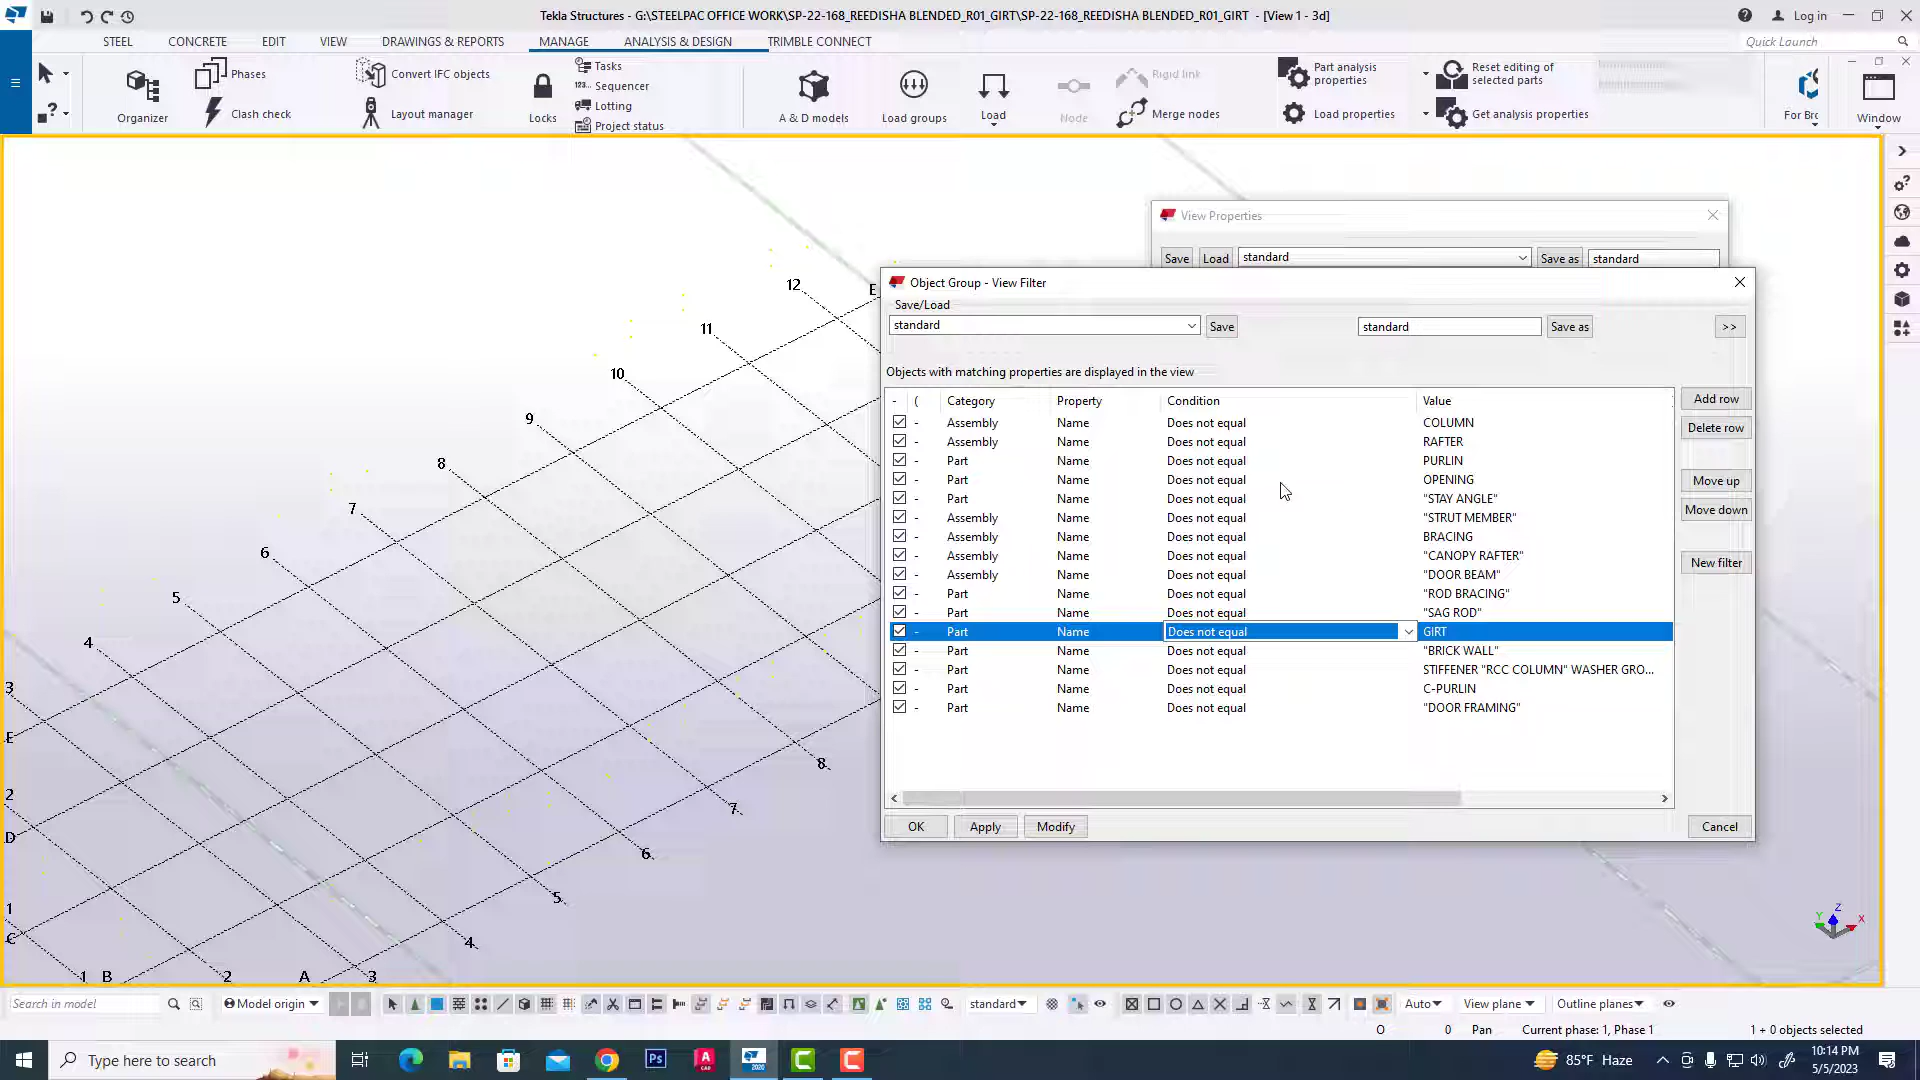 Tekla Structures - G:\STEELPAC OFFICE WORK\SP-22-168_REEDISHA BLENDED_R01_GIRT\SP-22-168_REEDISHA BLENDED_R01_GIRT - [View 1 - 3d]
Log in
STEEL CONCRETE EDIT VIEW DRAWINGS & REPORTS MANAGE ANALYSIS & DESIGN TRIMBLE CONNECT
Quick Launch
Organizer
Phases
Clash check
Convert IFC objects
Layout manager
Locks
Tasks
Sequencer
Lotting
Project status
A & D models
Load groups
Load
Node
Rigid link
Merge nodes
Part analysis properties
Load properties
Reset editing of selected parts
Get analysis properties
For Brc
Window
View Properties
Save Load standard Save as standard
Object Group - View Filter
Save/Load
standard Save standard Save as >>
Objects with matching properties are displayed in the view
- ( Category Property Condition Value
- Assembly Name Does not equal COLUMN
- Assembly Name Does not equal RAFTER
- Part Name Does not equal PURLIN
- Part Name Does not equal OPENING
- Part Name Does not equal "STAY ANGLE"
- Assembly Name Does not equal "STRUT MEMBER"
- Assembly Name Does not equal BRACING
- Assembly Name Does not equal "CANOPY RAFTER"
- Assembly Name Does not equal "DOOR BEAM"
- Part Name Does not equal "ROD BRACING"
- Part Name Does not equal "SAG ROD"
- Part Name Does not equal GIRT
- Part Name Does not equal "BRICK WALL"
- Part Name Does not equal STIFFENER "RCC COLUMN" WASHER GRO...
- Part Name Does not equal C-PURLIN
- Part Name Does not equal "DOOR FRAMING"
Add row
Delete row
Move up
Move down
New filter
OK Apply Modify Cancel
12 E
11
10
9
8
7
6
5
4
3
E
2
D
1
C
1 B 2 A 3
4
5
6
7
8
Z
Y X
Search in model
Model origin
standard
Auto
View plane
Outline planes
O 0 Pan Current phase: 1, Phase 1 1 + 0 objects selected
Type here to search
85°F Haze
10:14 PM
5/5/2023